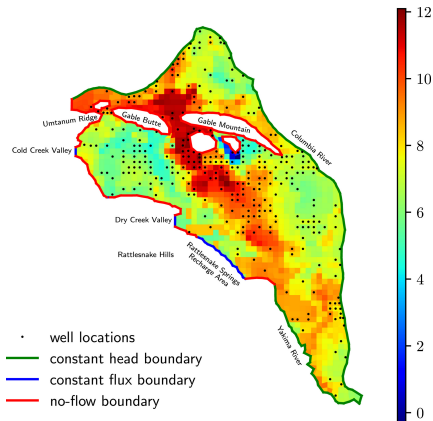 12
10
8
6
4
2
0
Umtanum Ridge
Gable Butte
Gable Mountain
Columbia River
Cold Creek Valley
Dry Creek Valley
Rattlesnake Hills
Rattlesnake Springs
Recharge Area
Yakima River
well locations
constant head boundary
constant flux boundary
no-flow boundary